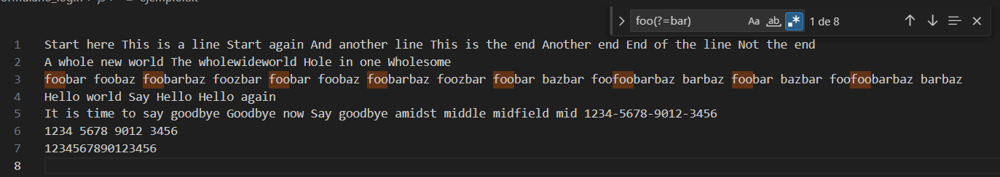 foo(?=bar) Aa ab .* 1 de 8
1 Start here This is a line Start again And another line This is the end Another end End of the line Not the end
2 A whole new world The wholewideworld Hole in one Wholesome
3 foobar foobaz foobarbaz foozbar foobar foobaz foobarbaz foozbar foobar bazbar foofoobarbaz barbaz foobar bazbar foofoobarbaz barbaz
4 Hello world Say Hello Hello again
5 It is time to say goodbye Goodbye now Say goodbye amidst middle midfield mid 1234-5678-9012-3456
6 1234 5678 9012 3456
7 1234567890123456
8